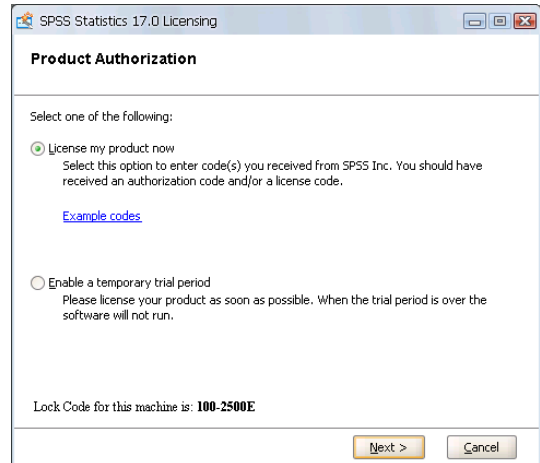 SPSS Statistics 17.0 Licensing
Product Authorization
Select one of the following:
License my product now
Select this option to enter code(s) you received from SPSS Inc. You should have
received an authorization code and/or a license code.
Example codes
Enable a temporary trial period
Please license your product as soon as possible. When the trial period is over the
software will not run.
Lock Code for this machine is: 100-2500E
Next >
Cancel